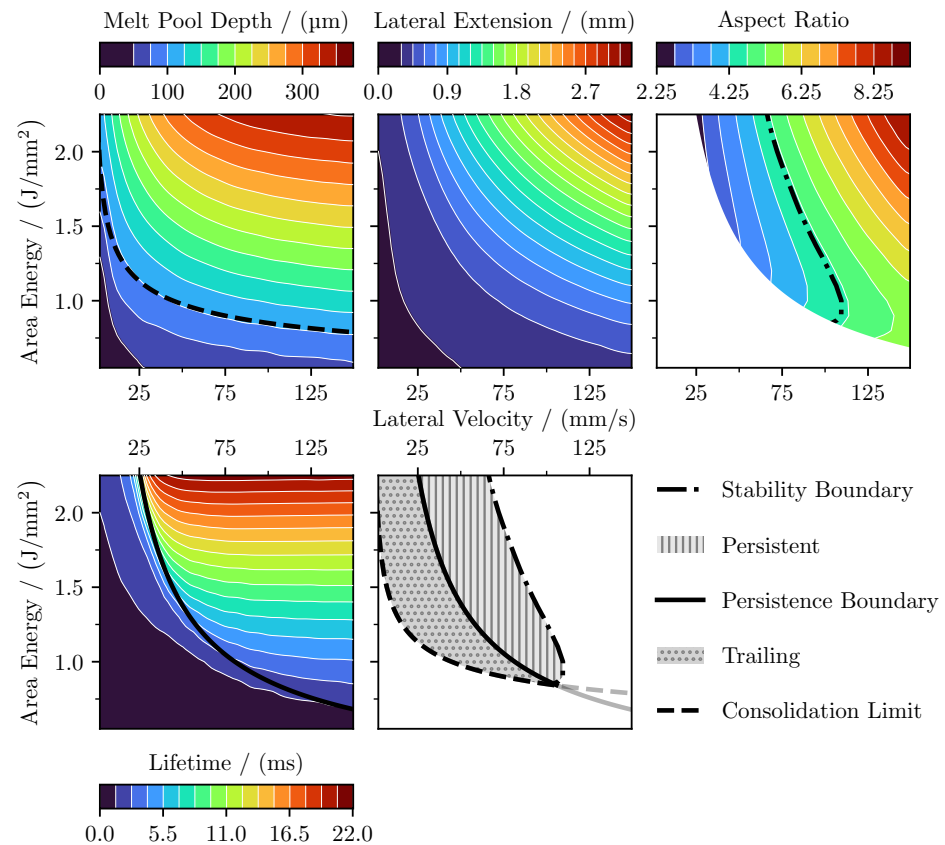 Melt Pool Depth / (µm)
Lateral Extension / (mm)
Aspect Ratio
0 100 200 300
0.0 0.9 1.8 2.7
2.25 4.25 6.25 8.25
Area Energy / (J/mm²)
2.0
1.5
1.0
25 75 125
25 75 125
Lateral Velocity / (mm/s)
25 75 125
25 75 125
Area Energy / (J/mm²)
2.0
1.5
1.0
Stability Boundary
Persistent
Persistence Boundary
Trailing
Consolidation Limit
Lifetime / (ms)
0.0 5.5 11.0 16.5 22.0